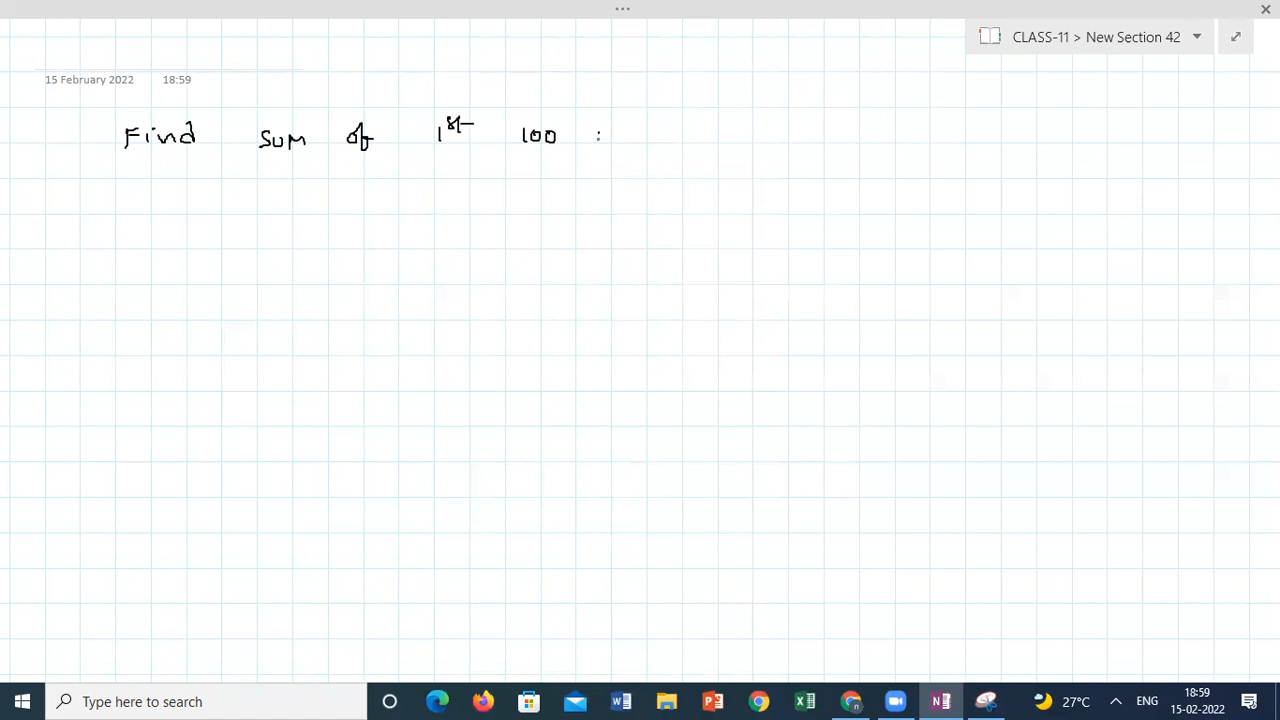 CLASS-11 > New Section 42
15 February 2022 18:59
Find Sum of 1st 100 :
Type here to search
27°C ENG 18:59
15-02-2022